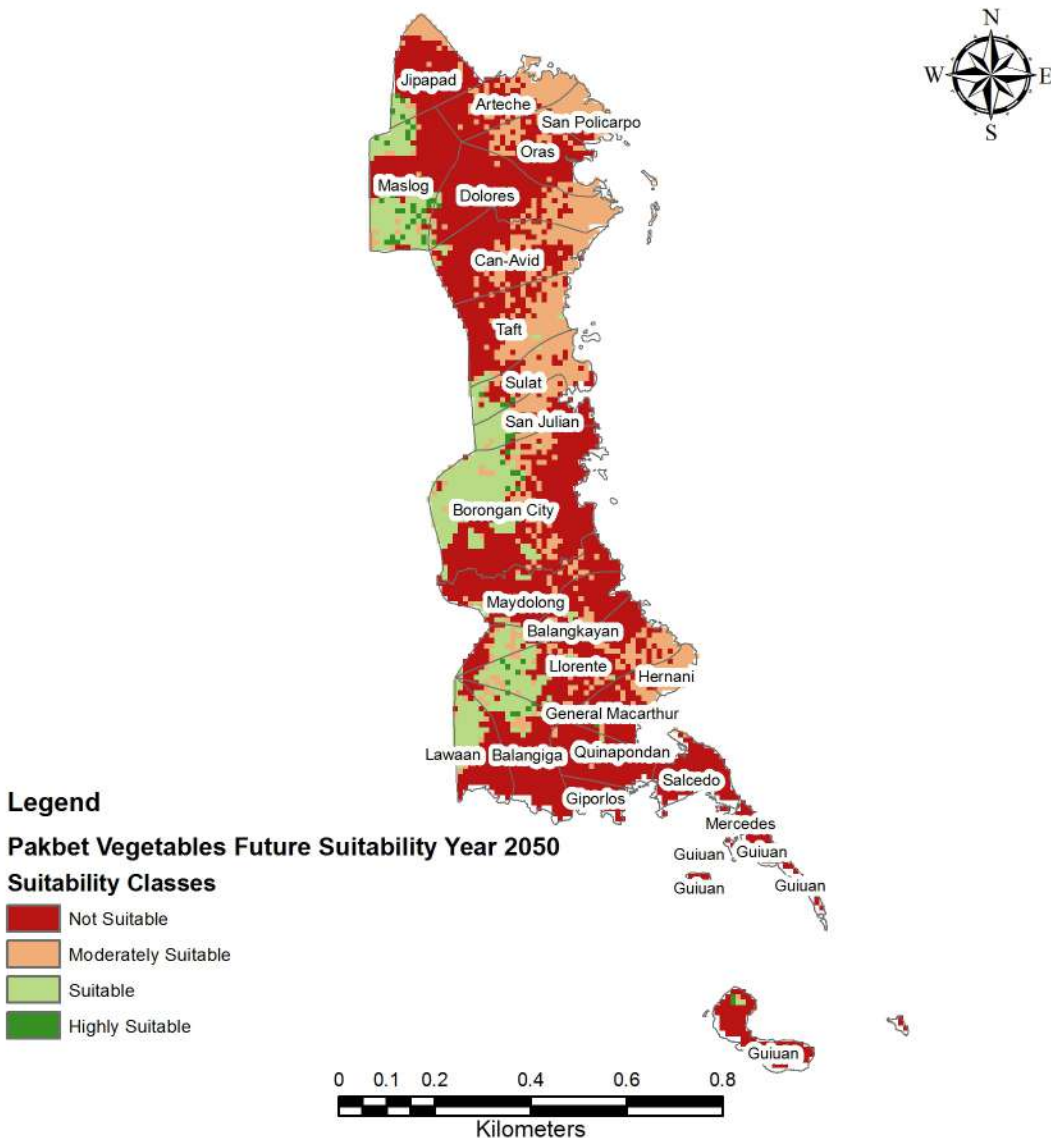 N
W E
S
Jipapad
Arteche
San Policarpo
Oras
Maslog
Dolores
Can-Avid
Taft
Sulat
San Julian
Borongan City
Maydolong
Balangkayan
Llorente
Hernani
General Macarthur
Lawaan Balangiga Quinapondan
Salcedo
Giporlos
Mercedes
Guiuan Guiuan
Guiuan Guiuan
Guiuan
Legend
Pakbet Vegetables Future Suitability Year 2050
Suitability Classes
Not Suitable
Moderately Suitable
Suitable
Highly Suitable
0 0.1 0.2 0.4 0.6 0.8
Kilometers